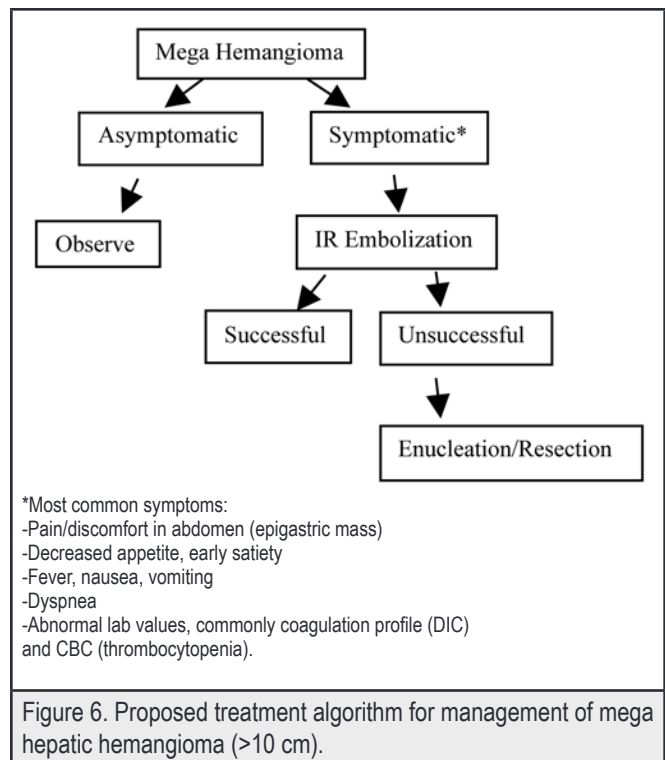 Mega Hemangioma
Asymptomatic
Symptomatic*
Observe
IR Embolization
Successful
Unsuccessful
Enucleation/Resection
*Most common symptoms:
-Pain/discomfort in abdomen (epigastric mass)
-Decreased appetite, early satiety
-Fever, nausea, vomiting
-Dyspnea
-Abnormal lab values, commonly coagulation profile (DIC)
and CBC (thrombocytopenia).
Figure 6. Proposed treatment algorithm for management of mega
hepatic hemangioma (>10 cm).